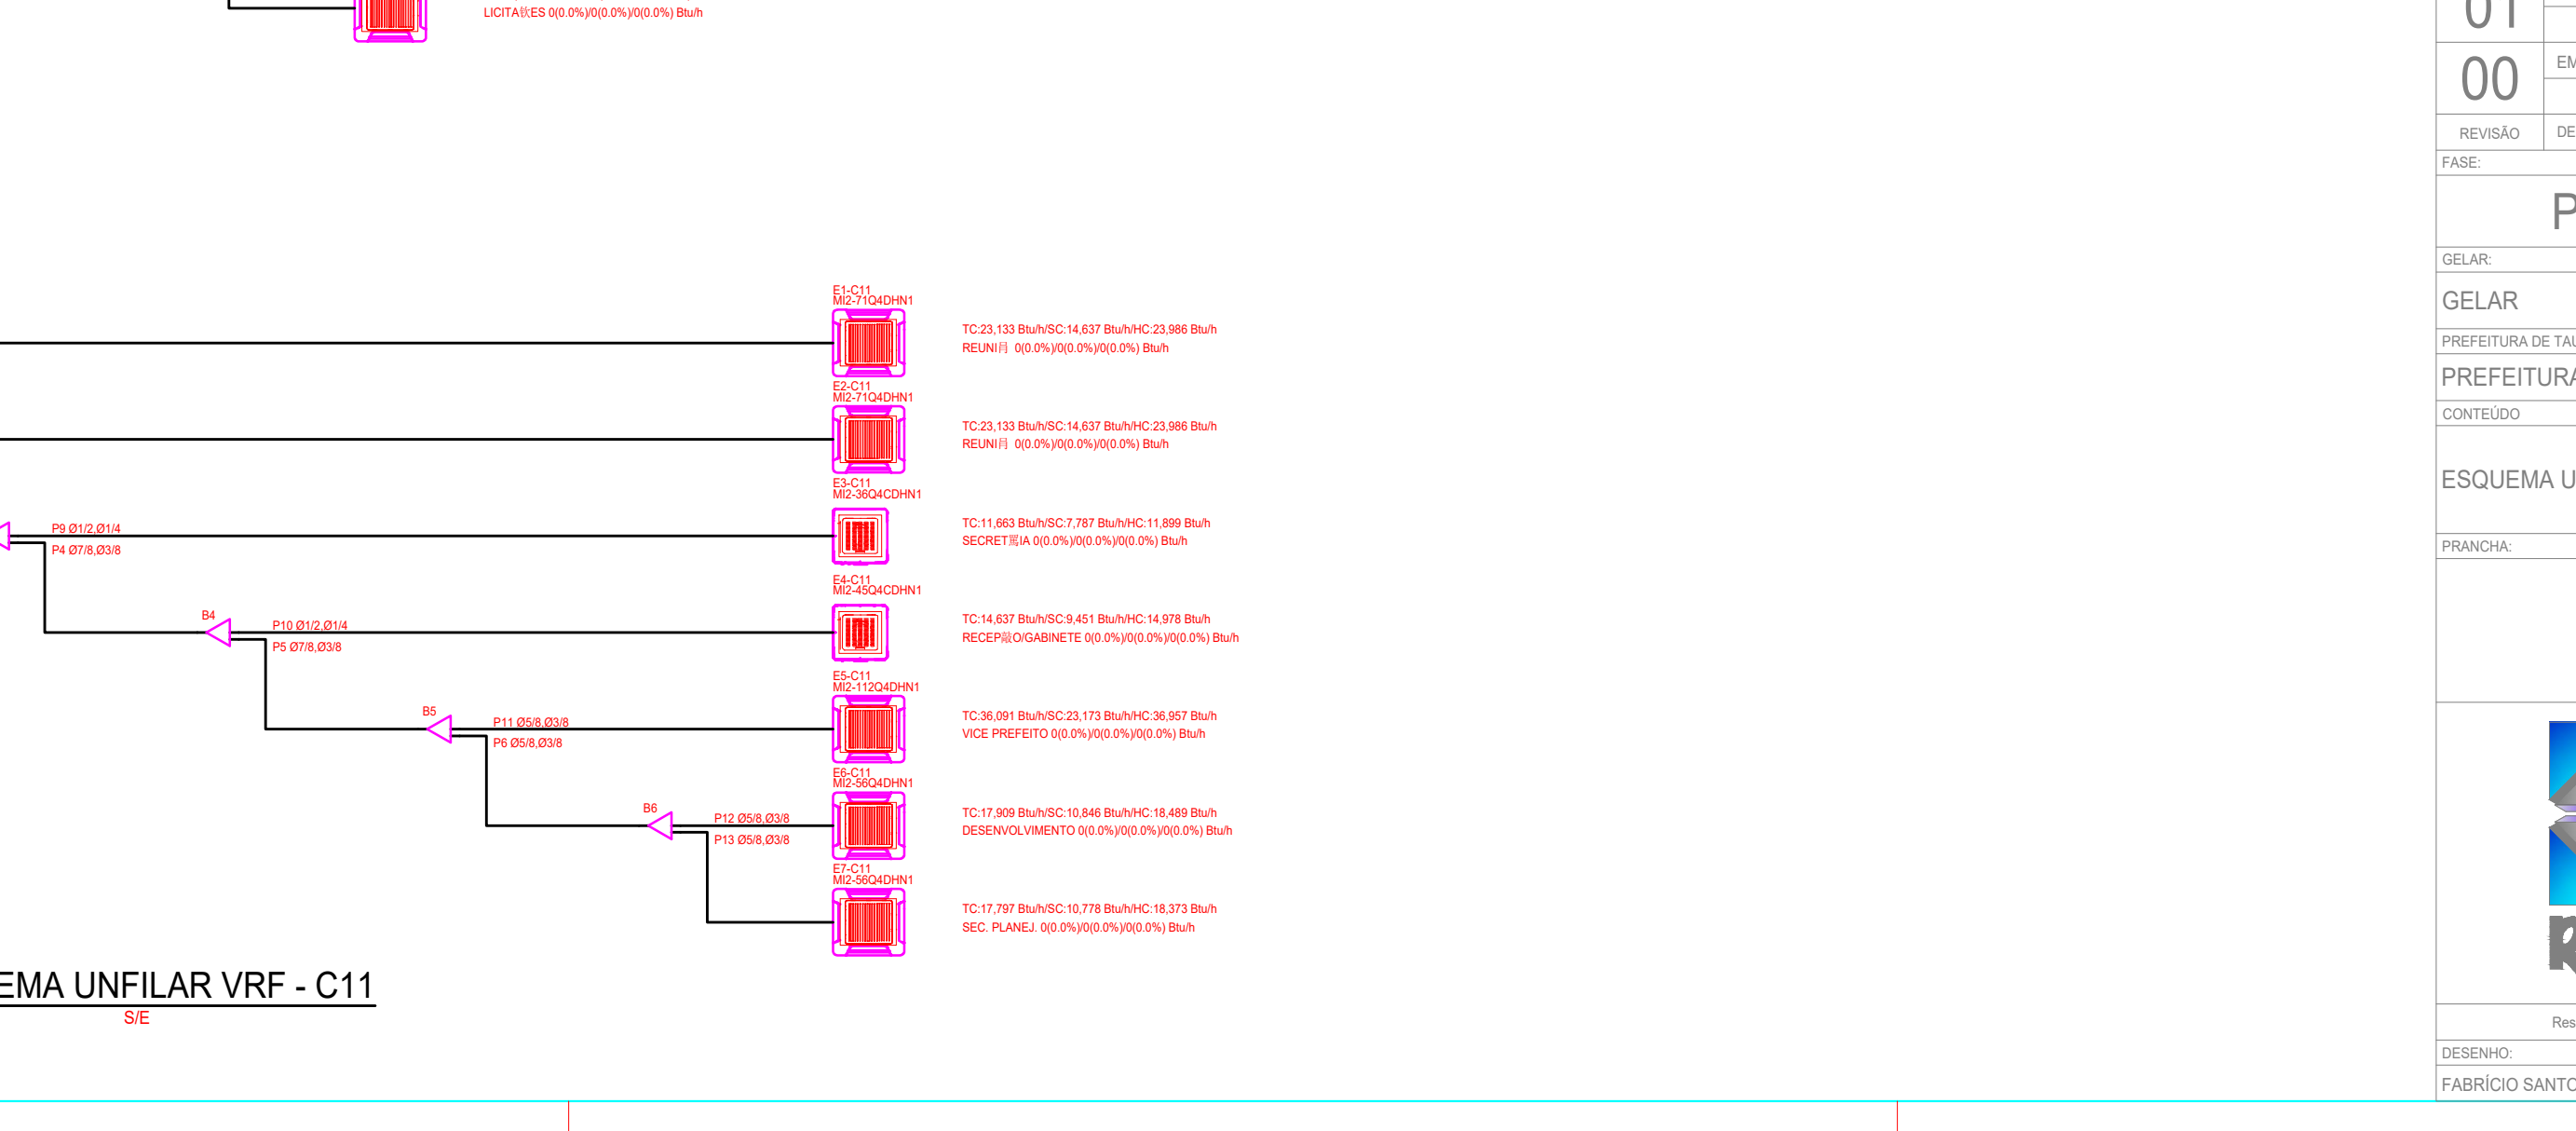 LICITA钦ES 0(0.0%)/0(0.0%)/0(0.0%) Btu/h
E1-C11
MI2-71Q4DHN1
TC:23,133 Btu/h/SC:14,637 Btu/h/HC:23,986 Btu/h
REUNI肙 0(0.0%)/0(0.0%)/0(0.0%) Btu/h
E2-C11
MI2-71Q4DHN1
TC:23,133 Btu/h/SC:14,637 Btu/h/HC:23,986 Btu/h
REUNI肙 0(0.0%)/0(0.0%)/0(0.0%) Btu/h
E3-C11
MI2-36Q4CDHN1
P9 Ø1/2,Ø1/4
P4 Ø7/8,Ø3/8
TC:11,663 Btu/h/SC:7,787 Btu/h/HC:11,899 Btu/h
SECRET罵IA 0(0.0%)/0(0.0%)/0(0.0%) Btu/h
E4-C11
MI2-45Q4CDHN1
B4
P10 Ø1/2,Ø1/4
P5 Ø7/8,Ø3/8
TC:14,637 Btu/h/SC:9,451 Btu/h/HC:14,978 Btu/h
RECEP敲O/GABINETE 0(0.0%)/0(0.0%)/0(0.0%) Btu/h
E5-C11
MI2-112Q4DHN1
B5
P11 Ø5/8,Ø3/8
P6 Ø5/8,Ø3/8
TC:36,091 Btu/h/SC:23,173 Btu/h/HC:36,957 Btu/h
VICE PREFEITO 0(0.0%)/0(0.0%)/0(0.0%) Btu/h
E6-C11
MI2-56Q4DHN1
B6
P12 Ø5/8,Ø3/8
P13 Ø5/8,Ø3/8
TC:17,909 Btu/h/SC:10,846 Btu/h/HC:18,489 Btu/h
DESENVOLVIMENTO 0(0.0%)/0(0.0%)/0(0.0%) Btu/h
E7-C11
MI2-56Q4DHN1
TC:17,797 Btu/h/SC:10,778 Btu/h/HC:18,373 Btu/h
SEC. PLANEJ. 0(0.0%)/0(0.0%)/0(0.0%) Btu/h
EMA UNFILAR VRF - C11
S/E
01
00
EM
REVISÃO
DE
FASE:
P
GELAR:
GELAR
PREFEITURA DE TAU
PREFEITURA
CONTEÚDO
ESQUEMA U
PRANCHA:
Res
DESENHO:
FABRÍCIO SANTO